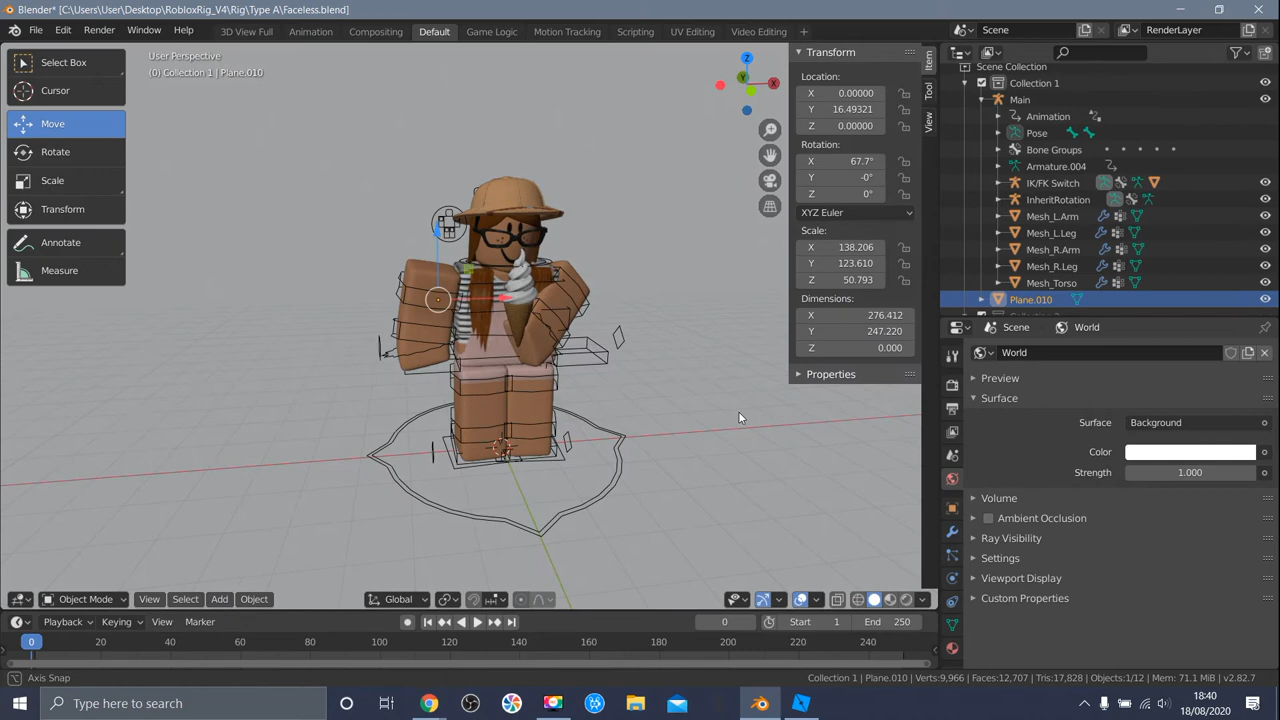 Blender* [C:\Users\User\Desktop\RobloxRig_V4\Rig\Type A\Faceless.blend]
File Edit Render Window Help 3D View Full Animation Compositing Default Game Logic Motion Tracking Scripting UV Editing Video Editing + Scene RenderLayer
User Perspective
(0) Collection 1 | Plane.010
Select Box
Cursor
Move
Rotate
Scale
Transform
Annotate
Measure
Z
Y
X
Transform
Location:
X 0.00000
Y 16.49321
Z 0.00000
Rotation:
X 67.7°
Y -0°
Z 0°
XYZ Euler
Scale:
X 138.206
Y 123.610
Z 50.793
Dimensions:
X 276.412
Y 247.220
Z 0.000
Properties
Item
Tool
View
Scene Collection
Collection 1
Main
Animation
Pose
Bone Groups
Armature.004
IK/FK Switch
InheritRotation
Mesh_L.Arm
Mesh_L.Leg
Mesh_R.Arm
Mesh_R.Leg
Mesh_Torso
Plane.010
Scene World
World
Preview
Surface
Surface Background
Color
Strength 1.000
Volume
Ambient Occlusion
Ray Visibility
Settings
Viewport Display
Custom Properties
Object Mode View Select Add Object Global
Playback Keying View Marker 0 Start 1 End 250
0 20 40 60 80 100 120 140 160 180 200 220 240
Axis Snap Collection 1 | Plane.010 | Verts:9,966 | Faces:12,707 | Tris:17,828 | Objects:1/12 | Mem: 71.1 MiB | v2.82.7
Type here to search
18:40
18/08/2020